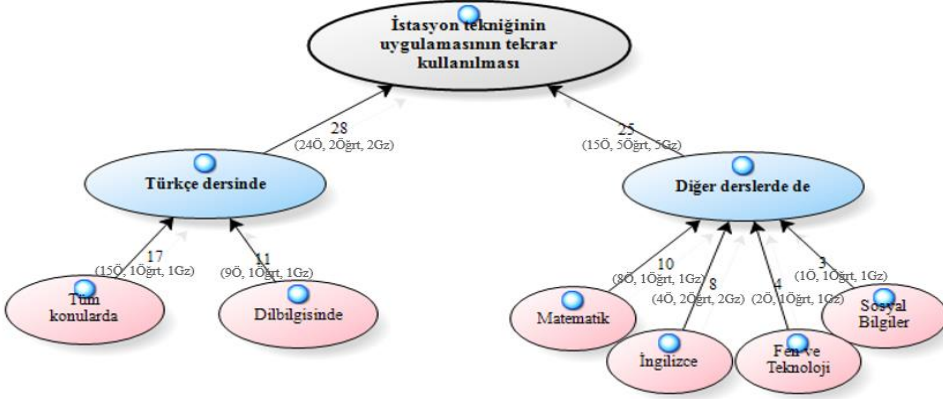 İstasyon tekniğinin
uygulamasının tekrar
kullanılması
28
(24Ö, 2Öğrt, 2Gz)
25
(15Ö, 5Öğrt, 5Gz)
Türkçe dersinde
Diğer derslerde de
17
(15Ö, 1Öğrt, 1Gz)
11
(9Ö, 1Öğrt, 1Gz)
10
(8Ö, 1Öğrt, 1Gz)
8
(4Ö, 2Öğrt, 2Gz)
4
(2Ö, 1Öğrt, 1Gz)
3
(1Ö, 1Öğrt, 1Gz)
Tüm
konularda
Dilbilgisinde
Matematik
İngilizce
Fen ve
Teknoloji
Sosyal
Bilgiler